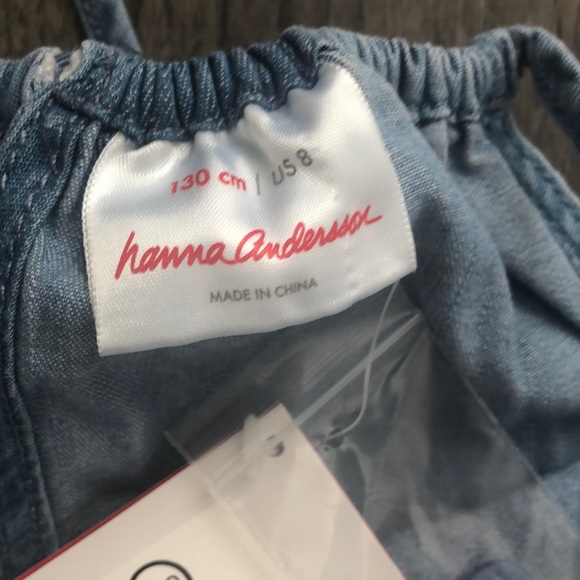 130 cm / US 8
hanna andersson
MADE IN CHINA